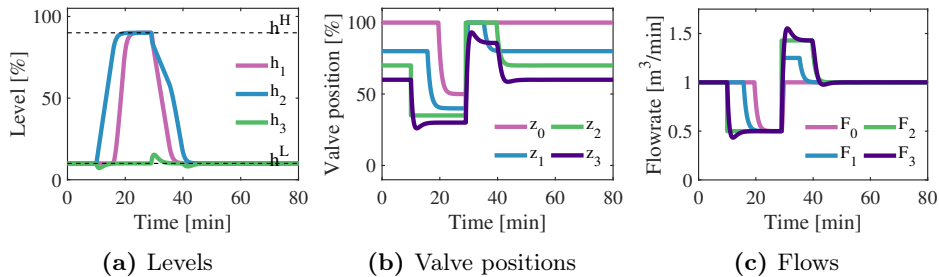 100
50
0
Level [%]
h^H
h_1
h_2
h_3
h^L
0 20 40 60 80
Time [min]
(a) Levels
100
50
0
Valve position [%]
z_0 z_2
z_1 z_3
0 20 40 60 80
Time [min]
(b) Valve positions
1.5
1
0.5
0
Flowrate [m³/min]
F_0 F_2
F_1 F_3
0 20 40 60 80
Time [min]
(c) Flows